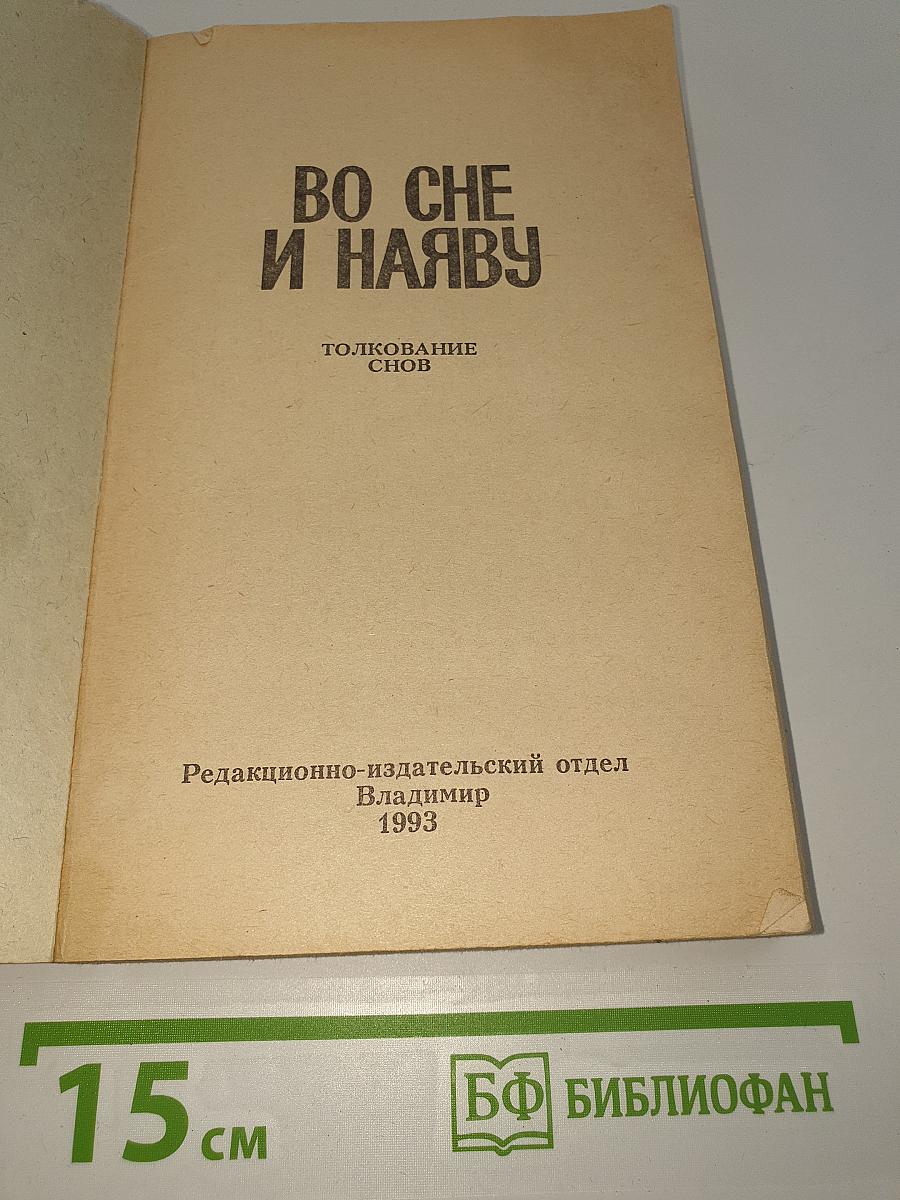 ВО СНЕ
И НАЯВУ
ТОЛКОВАНИЕ
СНОВ
Редакционно-издательский отдел
Владимир
1993
15 см
БФ БИБЛИОФАН